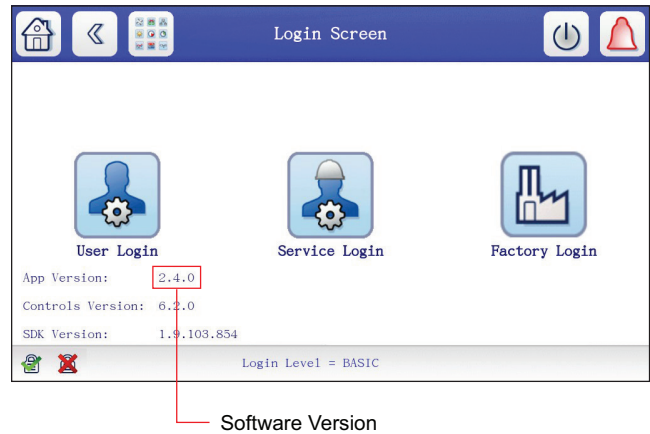 Login Screen
User Login
Service Login
Factory Login
App Version: 2.4.0
Controls Version: 6.2.0
SDK Version: 1.9.103.854
Login Level = BASIC
Software Version